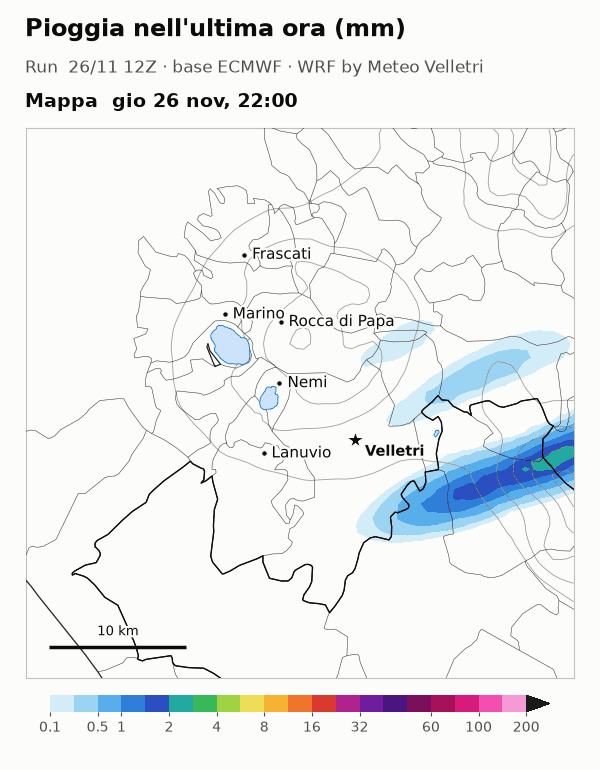 Pioggia nell'ultima ora (mm)
Run  26/11 12Z · base ECMWF · WRF by Meteo Velletri
Mappa  gio 26 nov, 22:00
Frascati
Marino
Rocca di Papa
Nemi
Velletri
Lanuvio
10 km
0.1 0.5 1 2 4 8 16 32 60 100 200